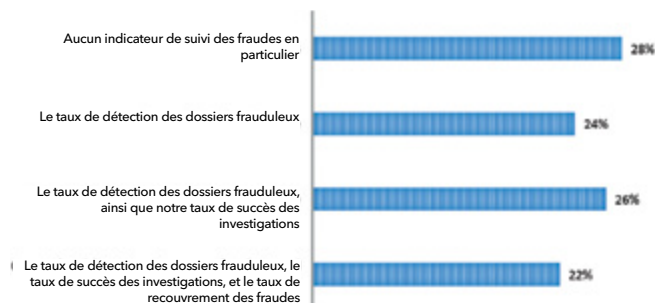 Aucun indicateur de suivi des fraudes en
particulier
28%
Le taux de détection des dossiers frauduleux
24%
Le taux de détection des dossiers frauduleux,
ainsi que notre taux de succès des
investigations
26%
Le taux de détection des dossiers frauduleux, le
taux de succès des investigations, et le taux de
recouvrement des fraudes
22%